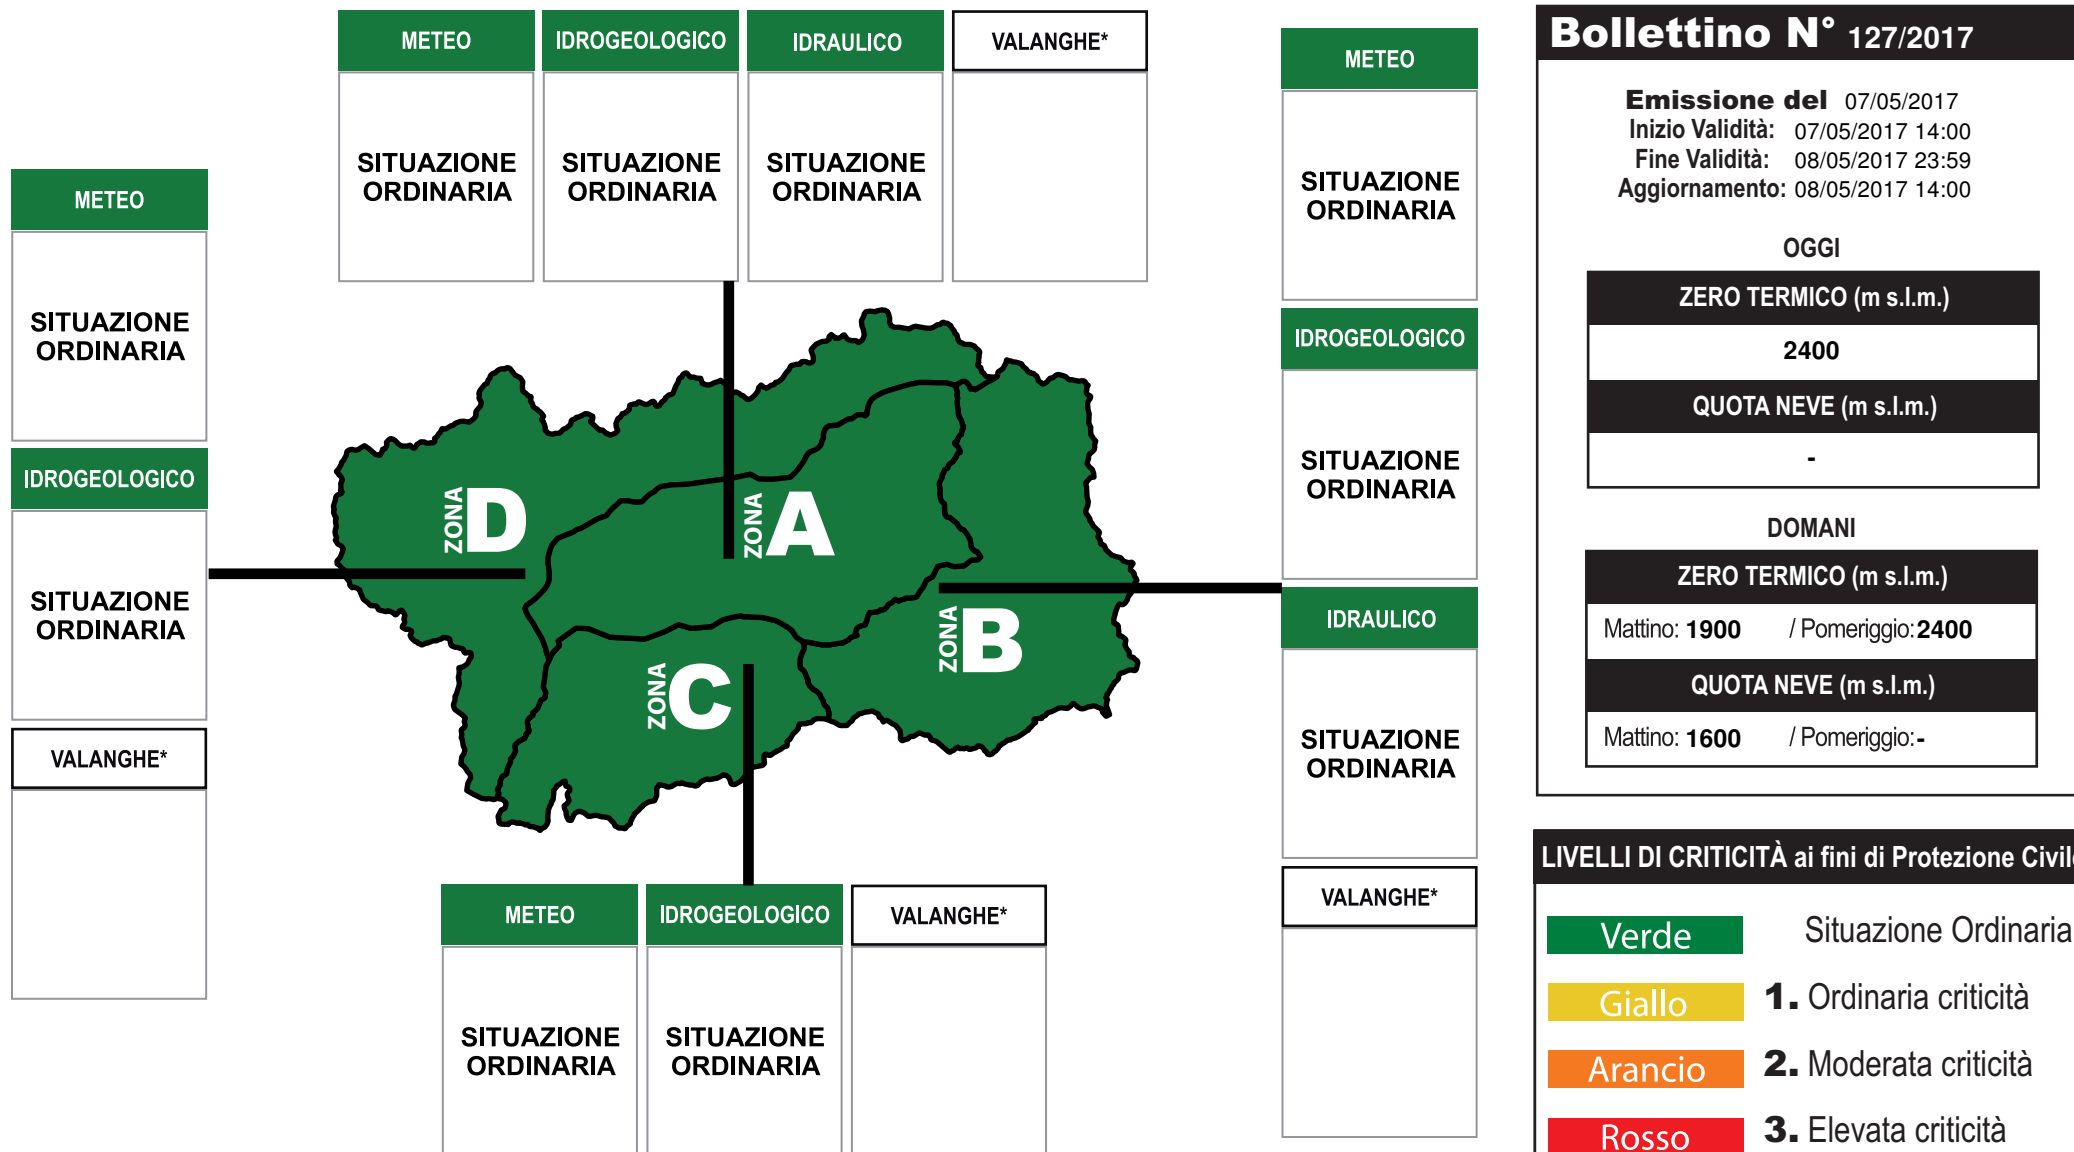 METEO
IDROGEOLOGICO
IDRAULICO
VALANGHE*
SITUAZIONE
ORDINARIA
SITUAZIONE
ORDINARIA
SITUAZIONE
ORDINARIA
METEO
SITUAZIONE
ORDINARIA
IDROGEOLOGICO
SITUAZIONE
ORDINARIA
VALANGHE*
ZONA D
ZONA A
ZONA B
ZONA C
METEO
SITUAZIONE
ORDINARIA
IDROGEOLOGICO
SITUAZIONE
ORDINARIA
IDRAULICO
SITUAZIONE
ORDINARIA
VALANGHE*
METEO
IDROGEOLOGICO
VALANGHE*
SITUAZIONE
ORDINARIA
SITUAZIONE
ORDINARIA
Bollettino N° 127/2017
Emissione del 07/05/2017
Inizio Validità: 07/05/2017 14:00
Fine Validità: 08/05/2017 23:59
Aggiornamento: 08/05/2017 14:00
OGGI
ZERO TERMICO (m s.l.m.)
2400
QUOTA NEVE (m s.l.m.)
-
DOMANI
ZERO TERMICO (m s.l.m.)
Mattino: 1900 / Pomeriggio: 2400
QUOTA NEVE (m s.l.m.)
Mattino: 1600 / Pomeriggio: -
LIVELLI DI CRITICITÀ ai fini di Protezione Civile
Verde Situazione Ordinaria
Giallo 1. Ordinaria criticità
Arancio 2. Moderata criticità
Rosso 3. Elevata criticità